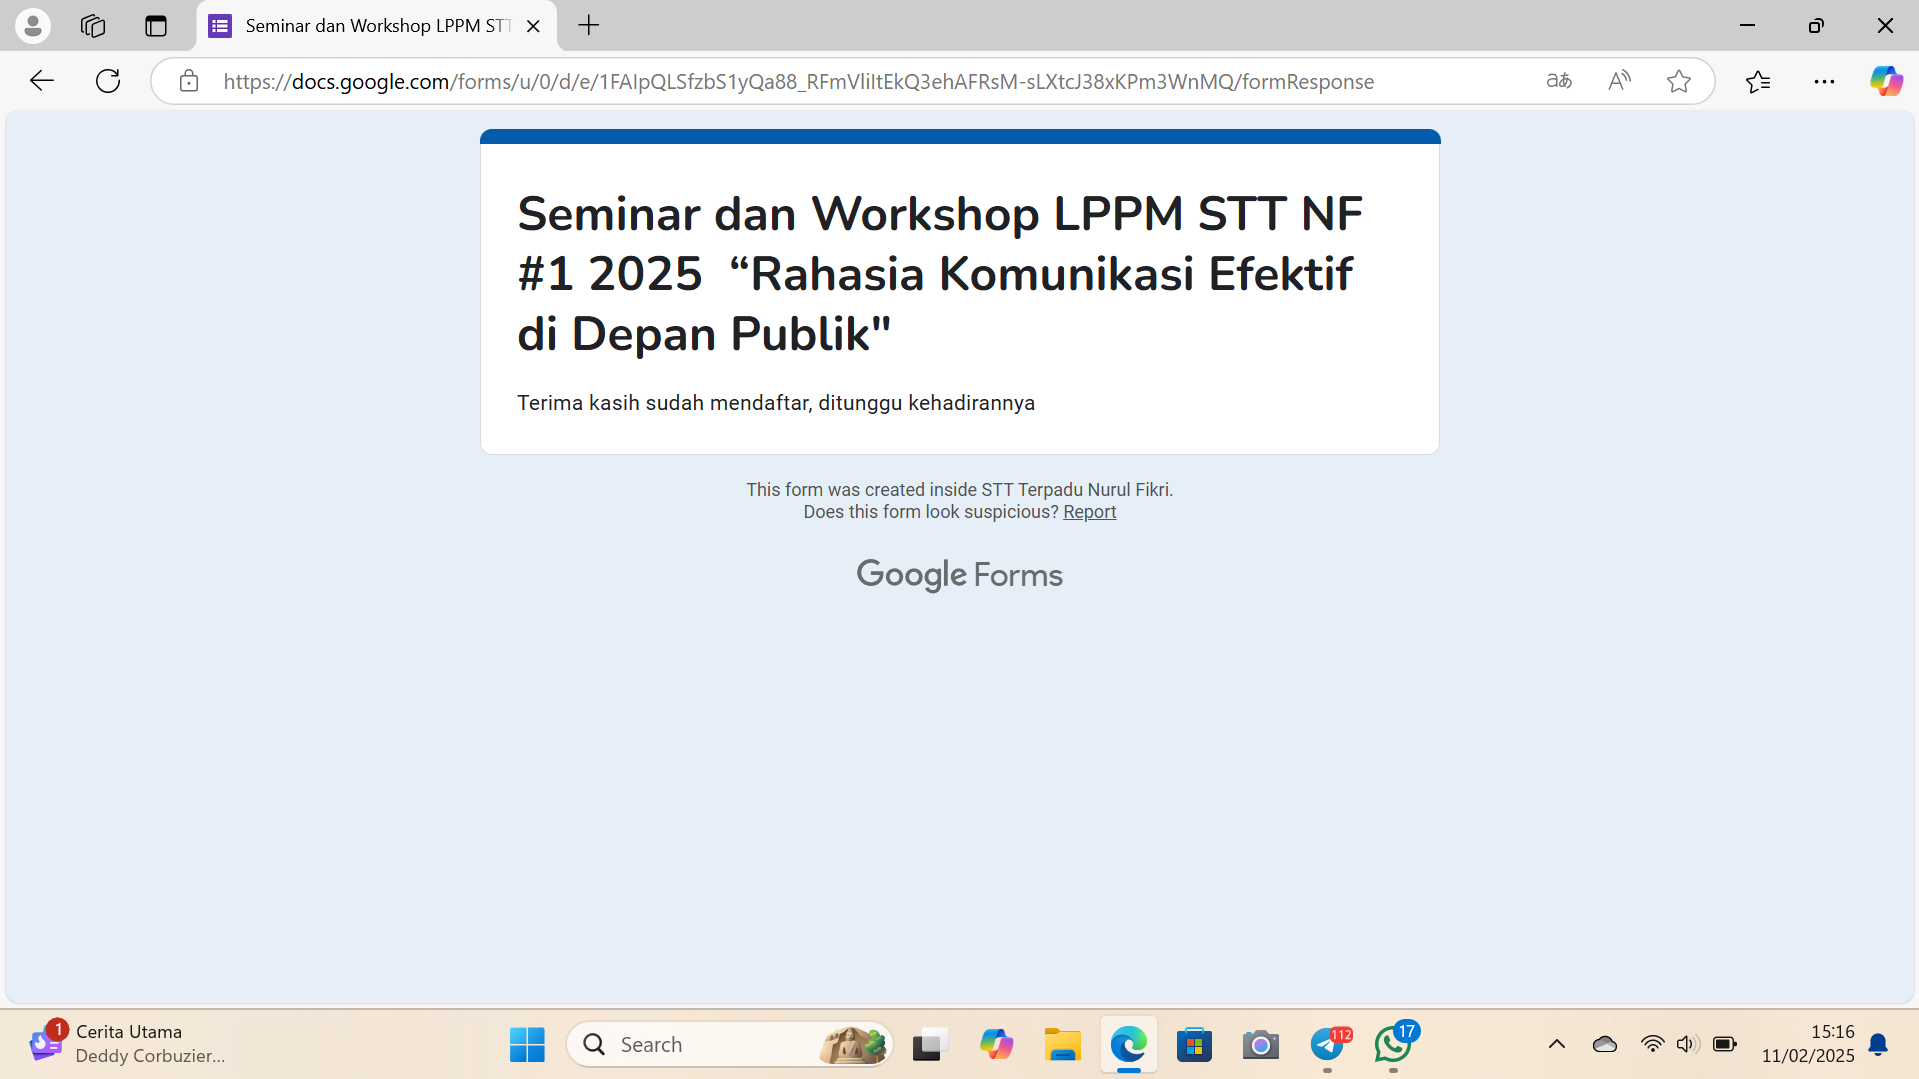 Seminar dan Workshop LPPM STT
https://docs.google.com/forms/u/0/d/e/1FAIpQLSfzbS1yQa88_RFmVliItEkQ3ehAFRsM-sLXtcJ38xKPm3WnMQ/formResponse
Seminar dan Workshop LPPM STT NF
#1 2025 “Rahasia Komunikasi Efektif
di Depan Publik"
Terima kasih sudah mendaftar, ditunggu kehadirannya
This form was created inside STT Terpadu Nurul Fikri.
Does this form look suspicious? Report
Google Forms
1
Cerita Utama
Deddy Corbuzier...
Search
112
17
15:16
11/02/2025